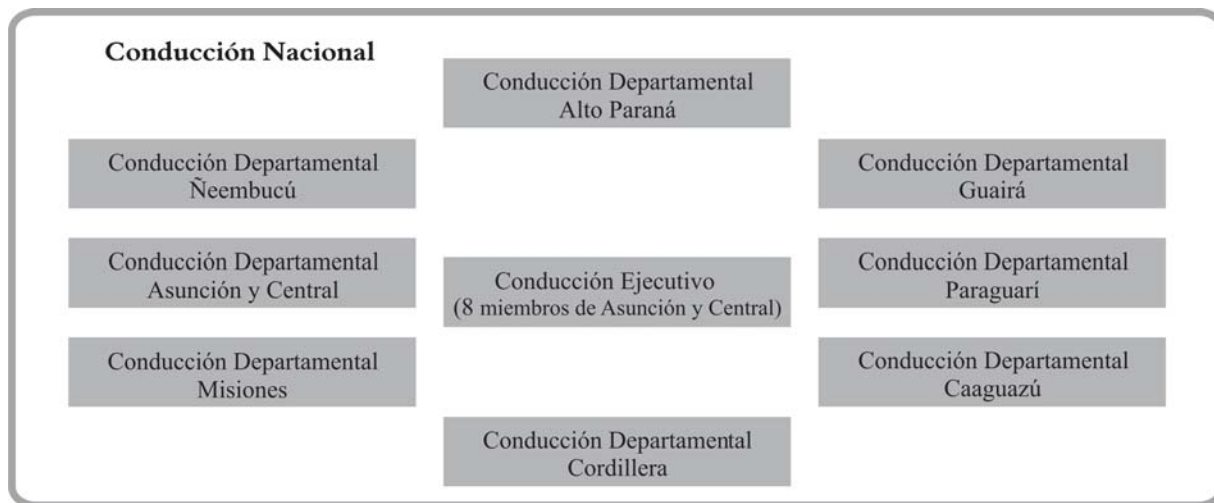 Conducción Nacional
Conducción Departamental
Alto Paraná
Conducción Departamental
Ñeembucú
Conducción Departamental
Guairá
Conducción Departamental
Asunción y Central
Conducción Ejecutivo
(8 miembros de Asunción y Central)
Conducción Departamental
Paraguarí
Conducción Departamental
Misiones
Conducción Departamental
Caaguazú
Conducción Departamental
Cordillera